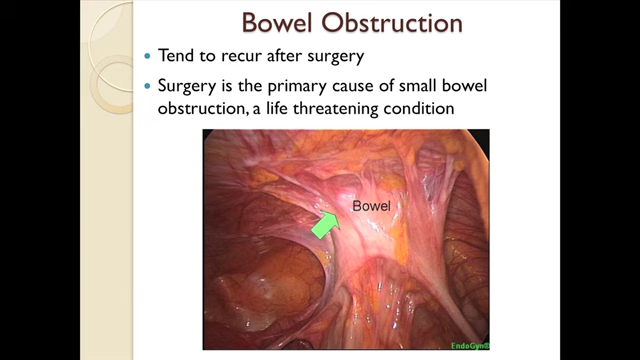 Bowel Obstruction
Tend to recur after surgery
Surgery is the primary cause of small bowel
obstruction, a life threatening condition
Bowel
EndoGyn®